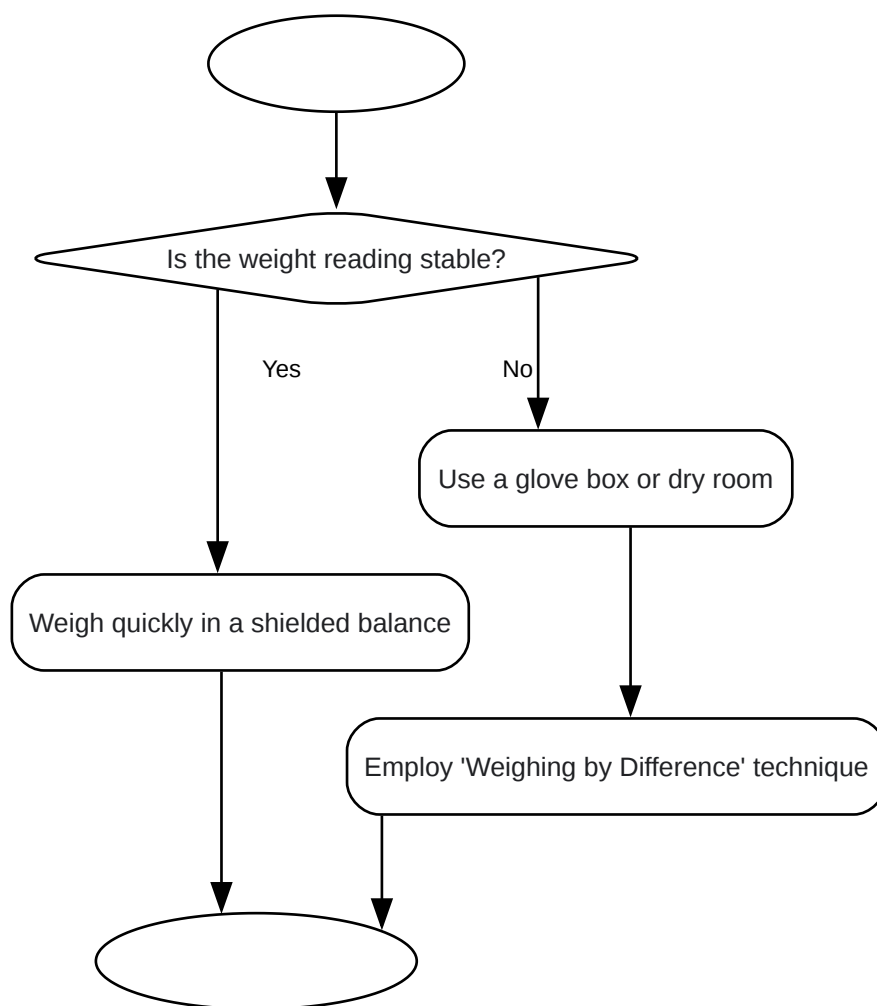 Is the weight reading stable?
Yes
No
Use a glove box or dry room
Weigh quickly in a shielded balance
Employ 'Weighing by Difference' technique